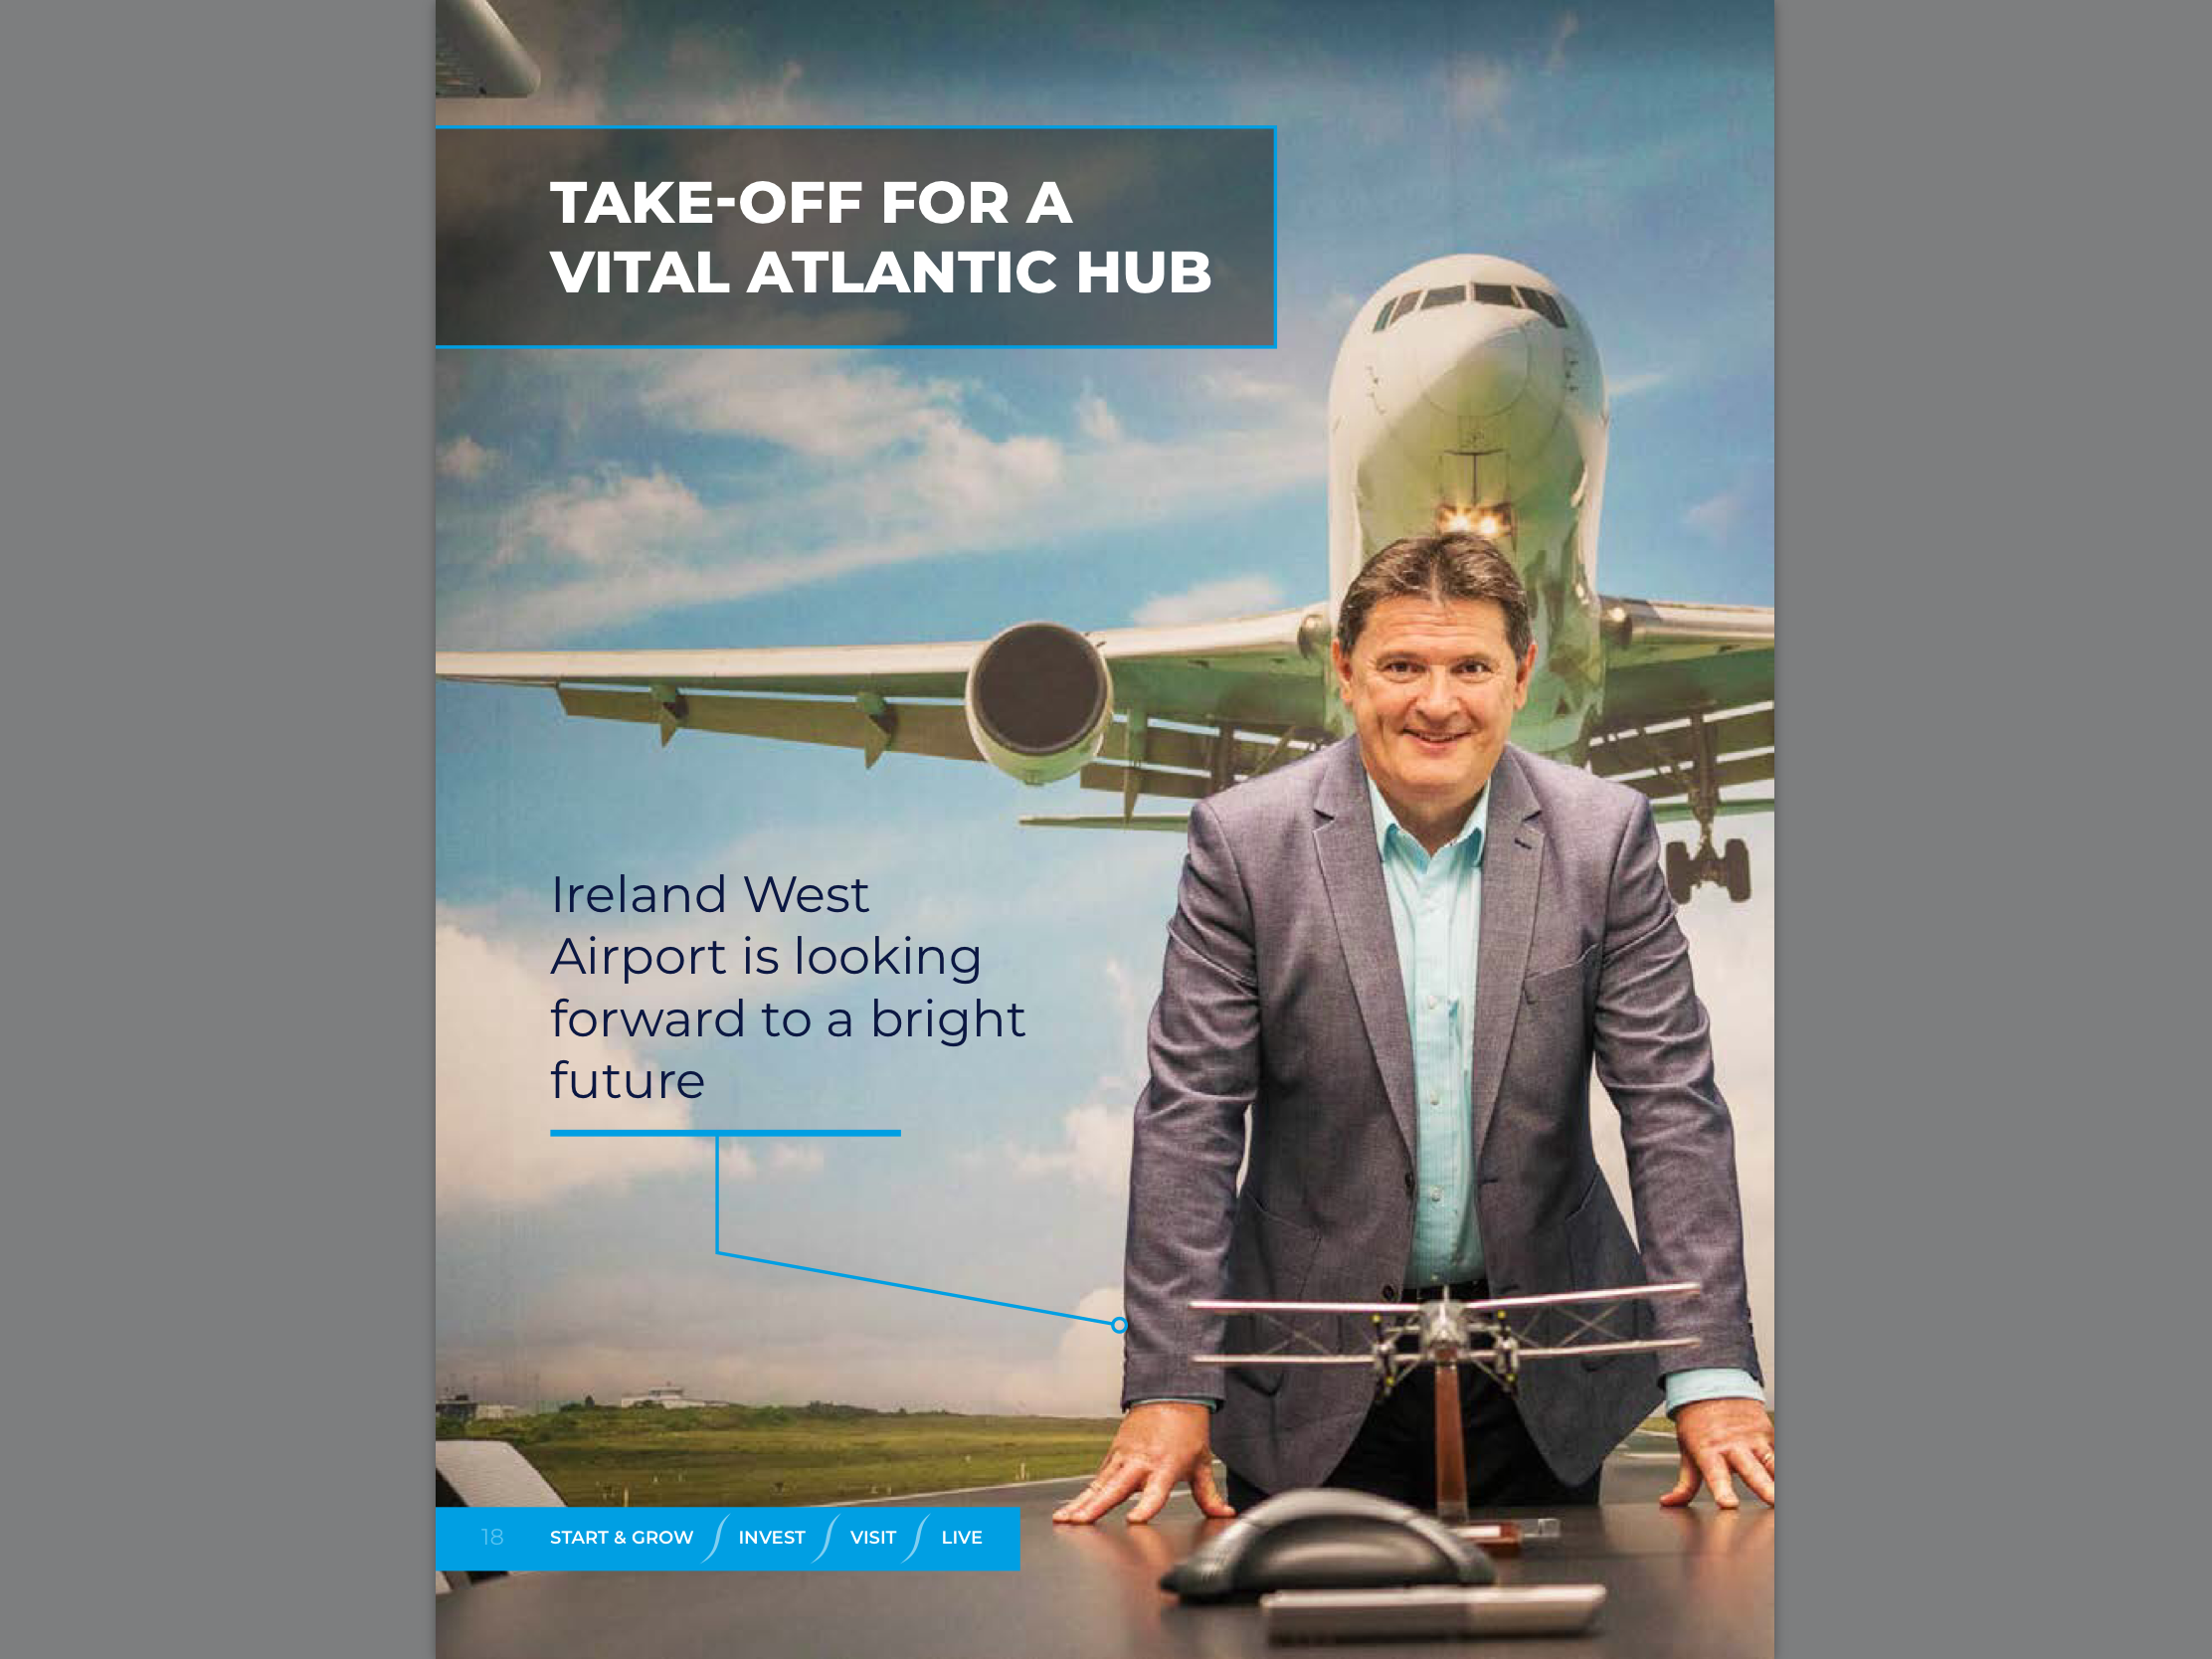 TAKE-OFF FOR A
VITAL ATLANTIC HUB
Ireland West
Airport is looking
forward to a bright
future
18 START & GROW INVEST VISIT LIVE